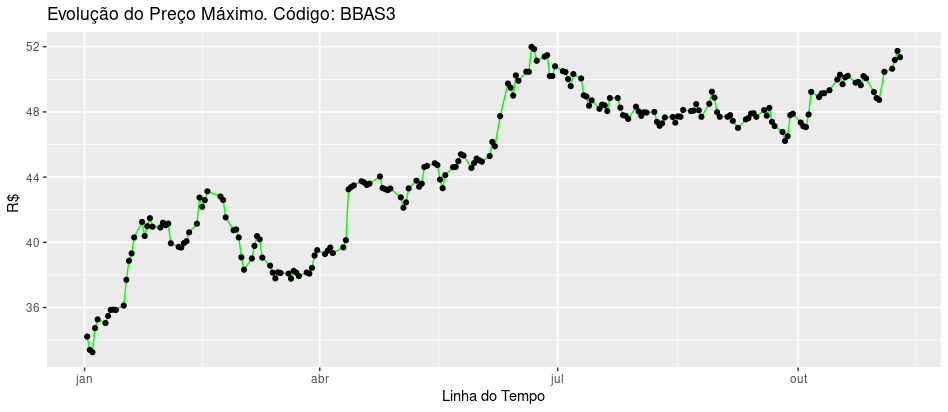 Evolução do Preço Máximo. Código: BBAS3
R$
52
48
44
40
36
jan abr jul out
Linha do Tempo